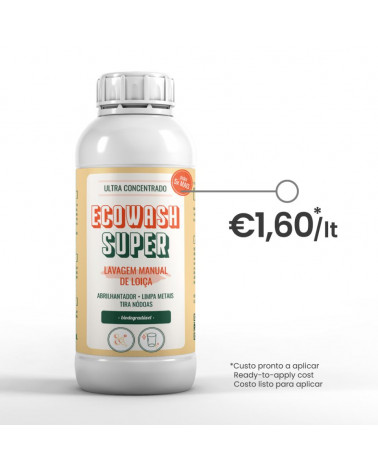 ULTRA CONCENTRADO
ECOWASH
SUPER
LAVAGEM MANUAL
DE LOIÇA
ABRILHANTADOR • LIMPA METAIS
TIRA NÓDOAS
- biodegradável -
€1,60*/lt
*Custo pronto a aplicar
Ready-to-apply cost
Costo listo para aplicar